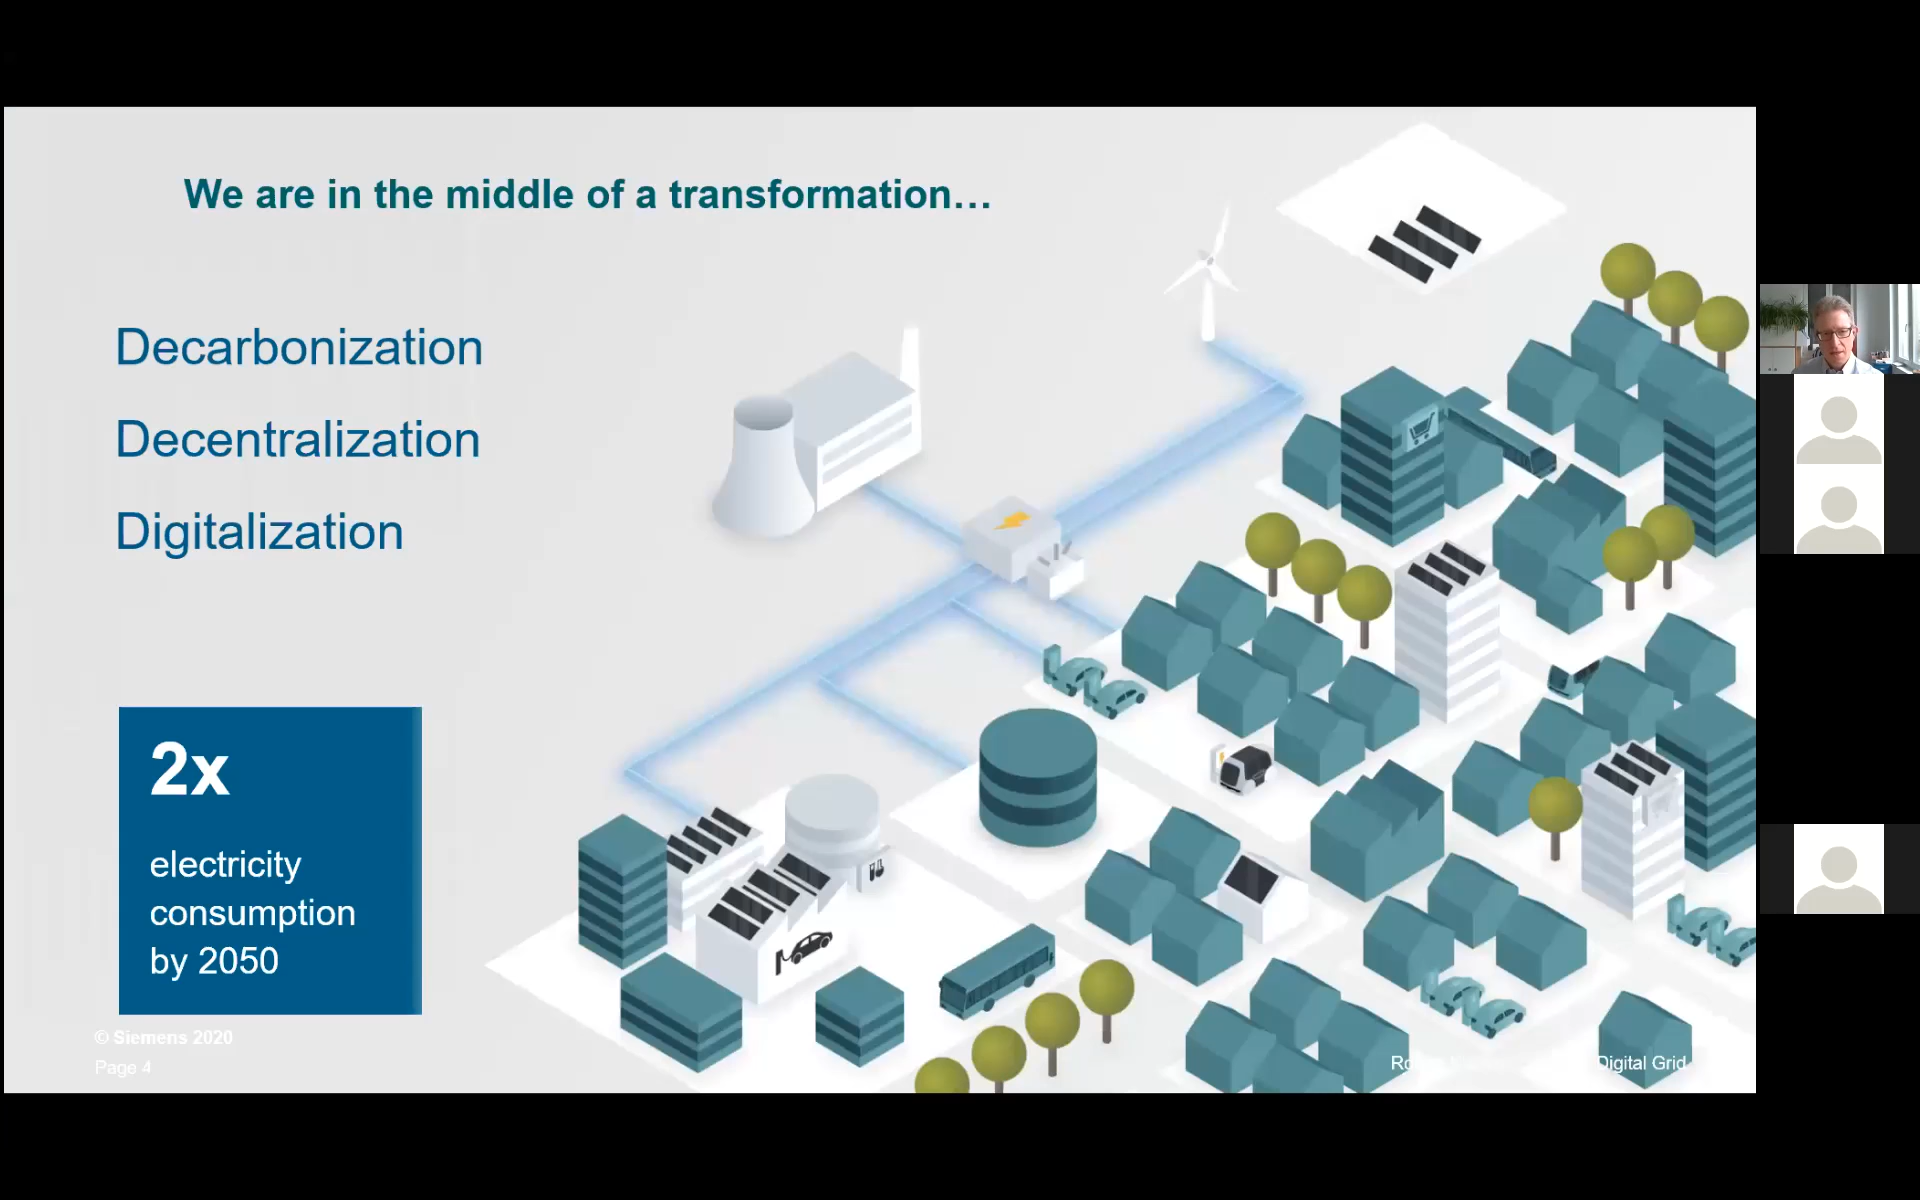 We are in the middle of a transformation…
Decarbonization
Decentralization
Digitalization
2x
electricity
consumption
by 2050
© Siemens 2020
Page 4
Digital Grid